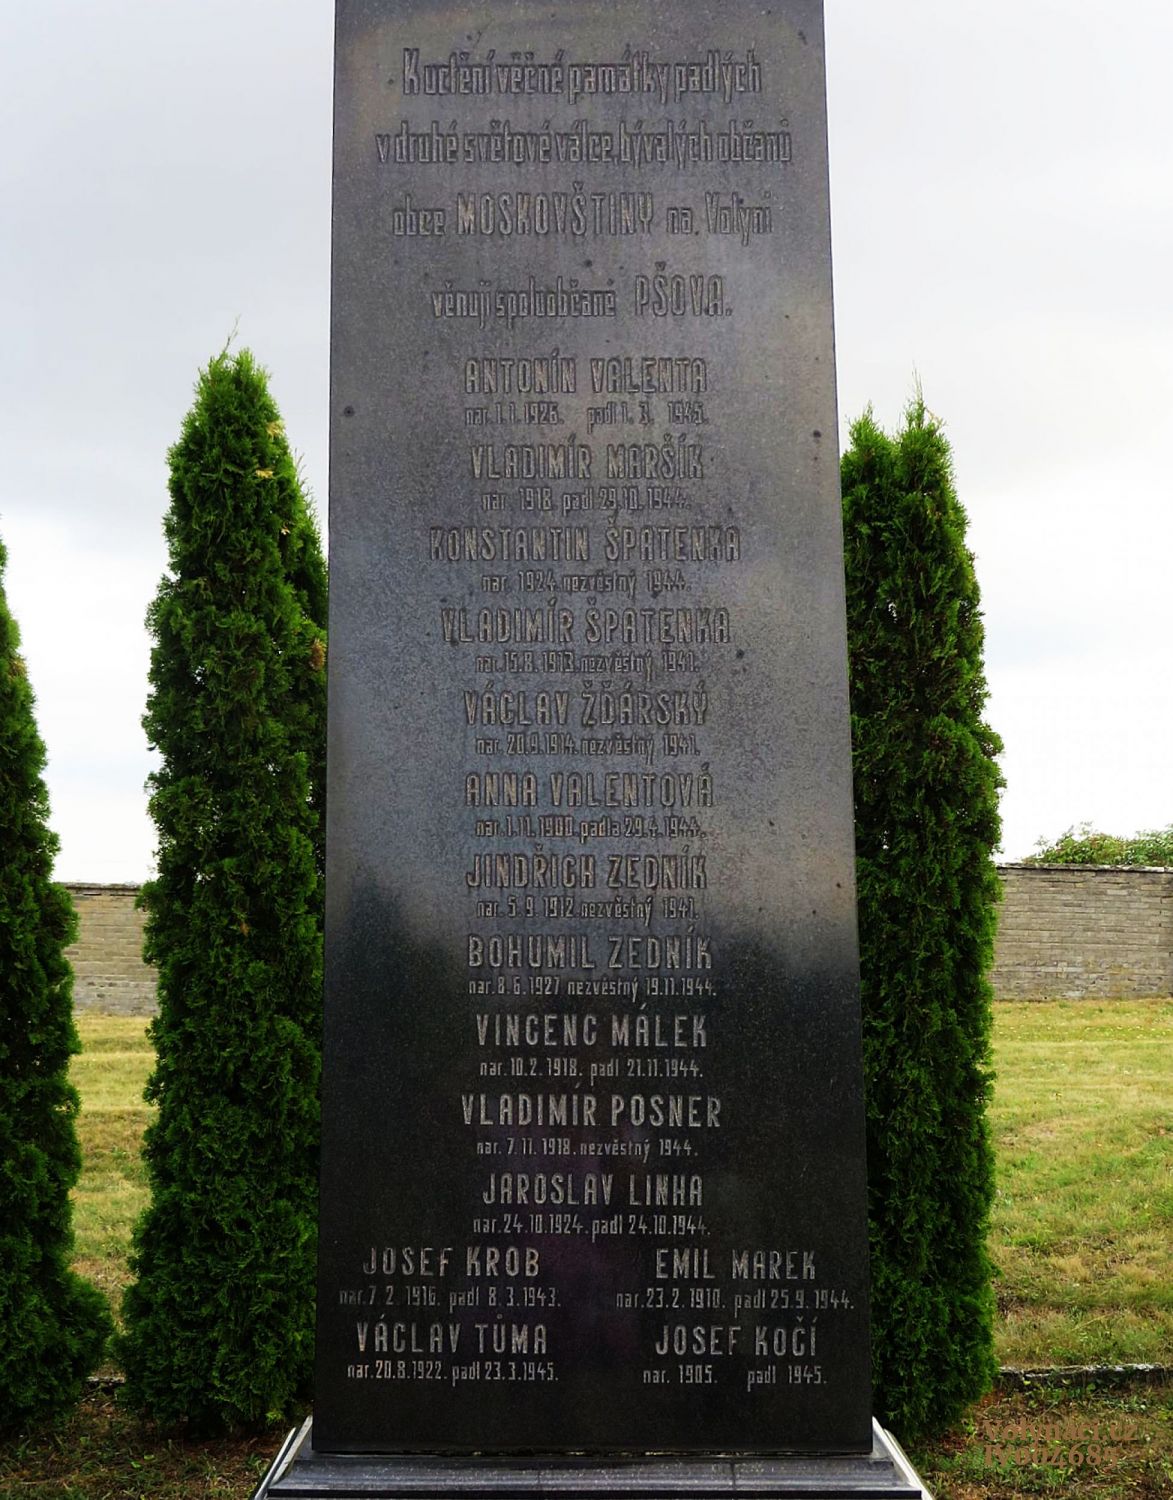 K uctění věčné památky padlých
v druhé světové válce, bývalých občanů
obce MOSKOVŠTINY na Volyni
věnují spoluobčané PŠOVA.
ANTONÍN VALENTA
nar. 1.1. 1926. padl 1. 3. 1945.
VLADIMÍR MARŠÍK
nar. 1918. padl 29.10. 1944.
KONSTANTIN ŠPATENKA
nar. 1924. nezvěstný 1944.
VLADIMÍR ŠPATENKA
nar. 15.8. 1913. nezvěstný 1941.
VÁCLAV ŽĎÁRSKÝ
nar. 20.9. 1914. nezvěstný 1941.
ANNA VALENTOVÁ
nar. 1.11. 1900. padla 29.4. 1944.
JINDŘICH ZEDNÍK
nar. 5 9. 1912. nezvěstný 1941.
BOHUMIL ZEDNÍK
nar. 8.6. 1927 nezvěstný 19.11. 1944.
VINCENC MÁLEK
nar. 10.2. 1918. padl 21.11. 1944.
VLADIMÍR POSNER
nar. 7. 11. 1918. nezvěstný 1944.
JAROSLAV LINHA
nar. 24.10. 1924. padl 24.10. 1944.
JOSEF KROB
nar. 7 2. 1916. padl 8 3. 1943.
VÁCLAV TŮMA
nar. 20.8. 1922. padl 23.3. 1945.
EMIL MAREK
nar. 23.2. 1910. padl 25.9. 1944.
JOSEF KOČÍ
nar. 1905. padl 1945.
volynaci.cz